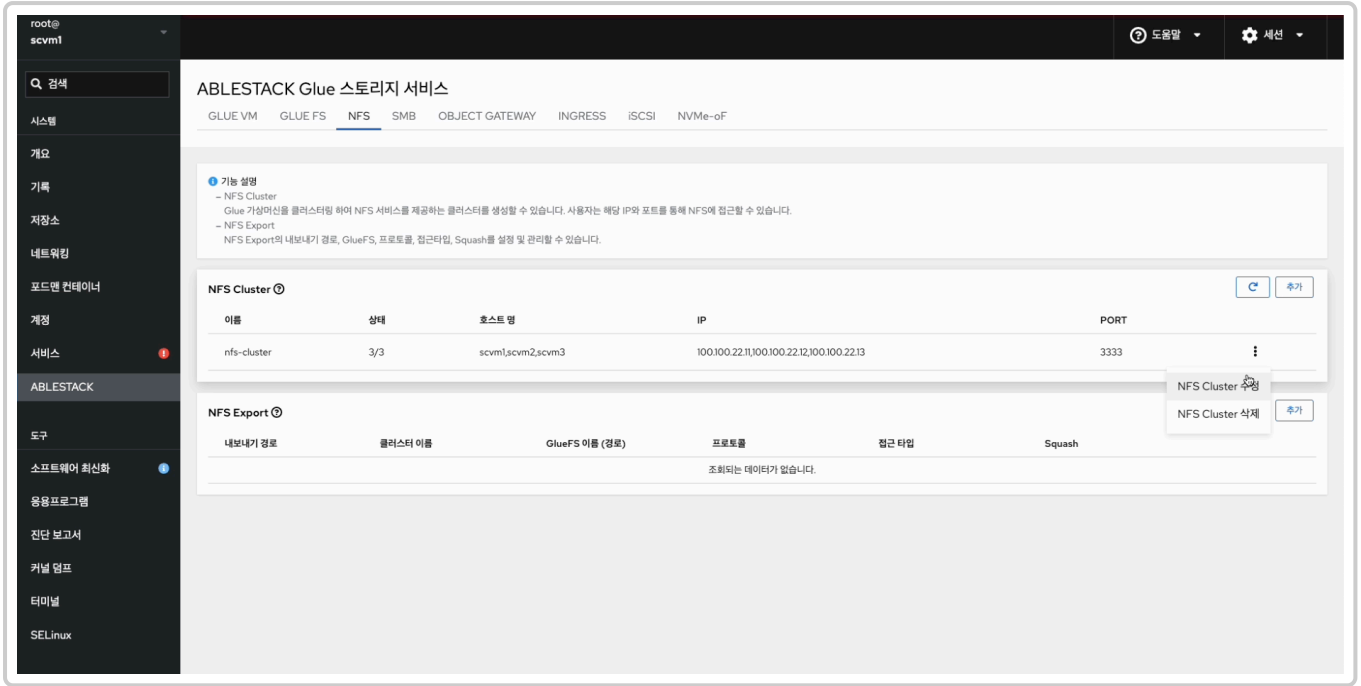 root@
scvm1
도움말
세션
검색
시스템
개요
기록
저장소
네트워킹
포드맨 컨테이너
계정
서비스
ABLESTACK
도구
소프트웨어 최신화
응용프로그램
진단 보고서
커널 덤프
터미널
SELinux
ABLESTACK Glue 스토리지 서비스
GLUE VM GLUE FS NFS SMB OBJECT GATEWAY INGRESS iSCSI NVMe-oF
기능 설명
– NFS Cluster
Glue 가상머신을 클러스터링 하여 NFS 서비스를 제공하는 클러스터를 생성할 수 있습니다. 사용자는 해당 IP와 포트를 통해 NFS에 접근할 수 있습니다.
– NFS Export
NFS Export의 내보내기 경로, GlueFS, 프로토콜, 접근타입, Squash를 설정 및 관리할 수 있습니다.
NFS Cluster
추가
이름 상태 호스트 명 IP PORT
nfs-cluster 3/3 scvm1,scvm2,scvm3 100.100.22.11,100.100.22.12,100.100.22.13 3333
NFS Cluster 수정
NFS Cluster 삭제
NFS Export
추가
내보내기 경로 클러스터 이름 GlueFS 이름 (경로) 프로토콜 접근 타입 Squash
조회되는 데이터가 없습니다.